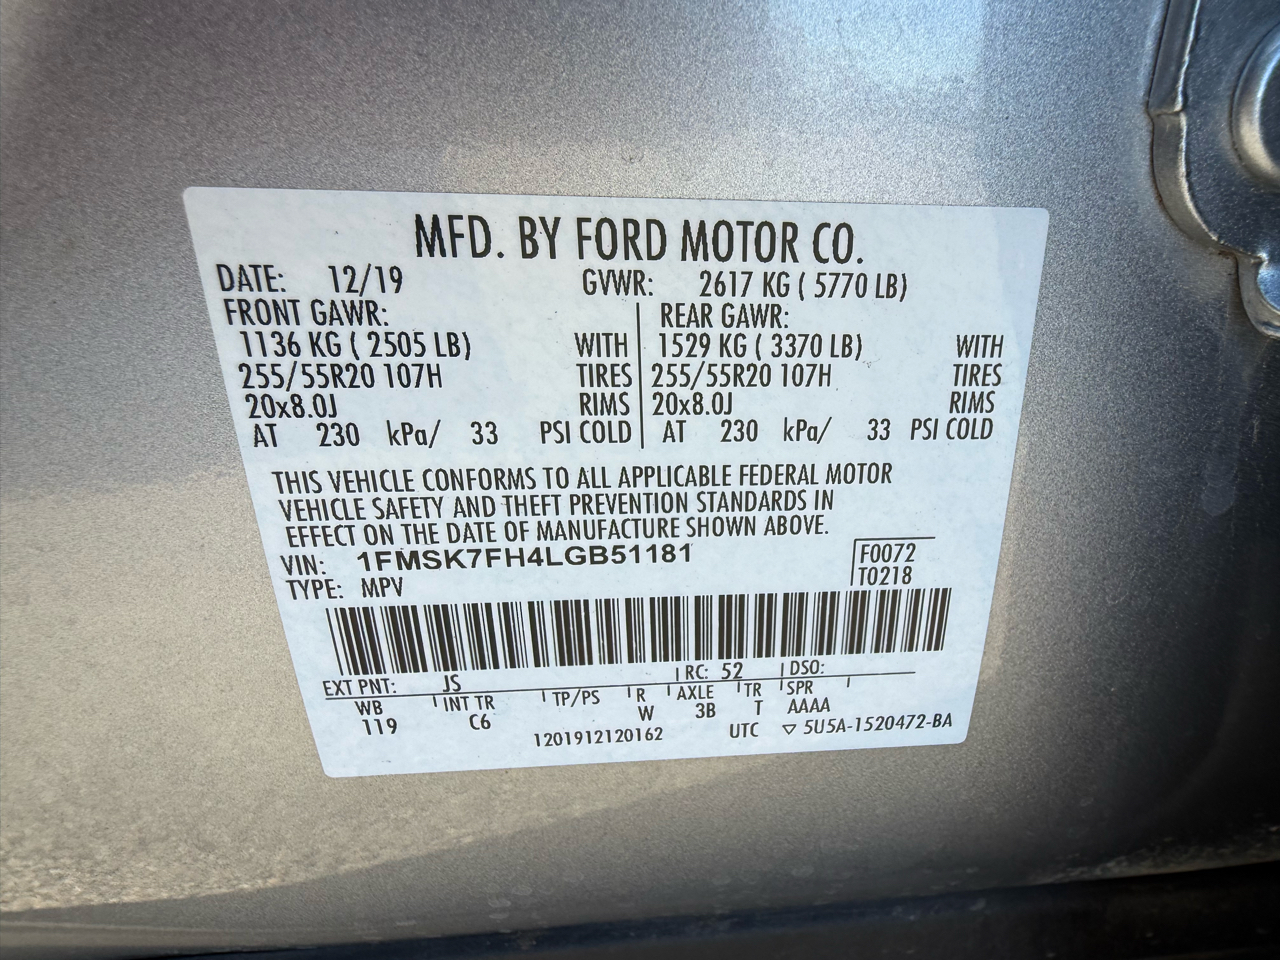 MFD. BY FORD MOTOR CO.
DATE: 12/19 GVWR: 2617 KG ( 5770 LB)
FRONT GAWR: REAR GAWR:
1136 KG ( 2505 LB) WITH 1529 KG ( 3370 LB) WITH
255/55R20 107H TIRES 255/55R20 107H TIRES
20x8.0J RIMS 20x8.0J RIMS
AT 230 kPa/ 33 PSI COLD AT 230 kPa/ 33 PSI COLD
THIS VEHICLE CONFORMS TO ALL APPLICABLE FEDERAL MOTOR
VEHICLE SAFETY AND THEFT PREVENTION STANDARDS IN
EFFECT ON THE DATE OF MANUFACTURE SHOWN ABOVE.
VIN: 1FMSK7FH4LGB51181 F0072
TYPE: MPV T0218
EXT PNT: JS RC: 52 DSO:
WB INT TR TP/PS R AXLE TR SPR
119 C6 W 3B T AAAA
1201912120162 UTC ▽ 5U5A-1520472-BA